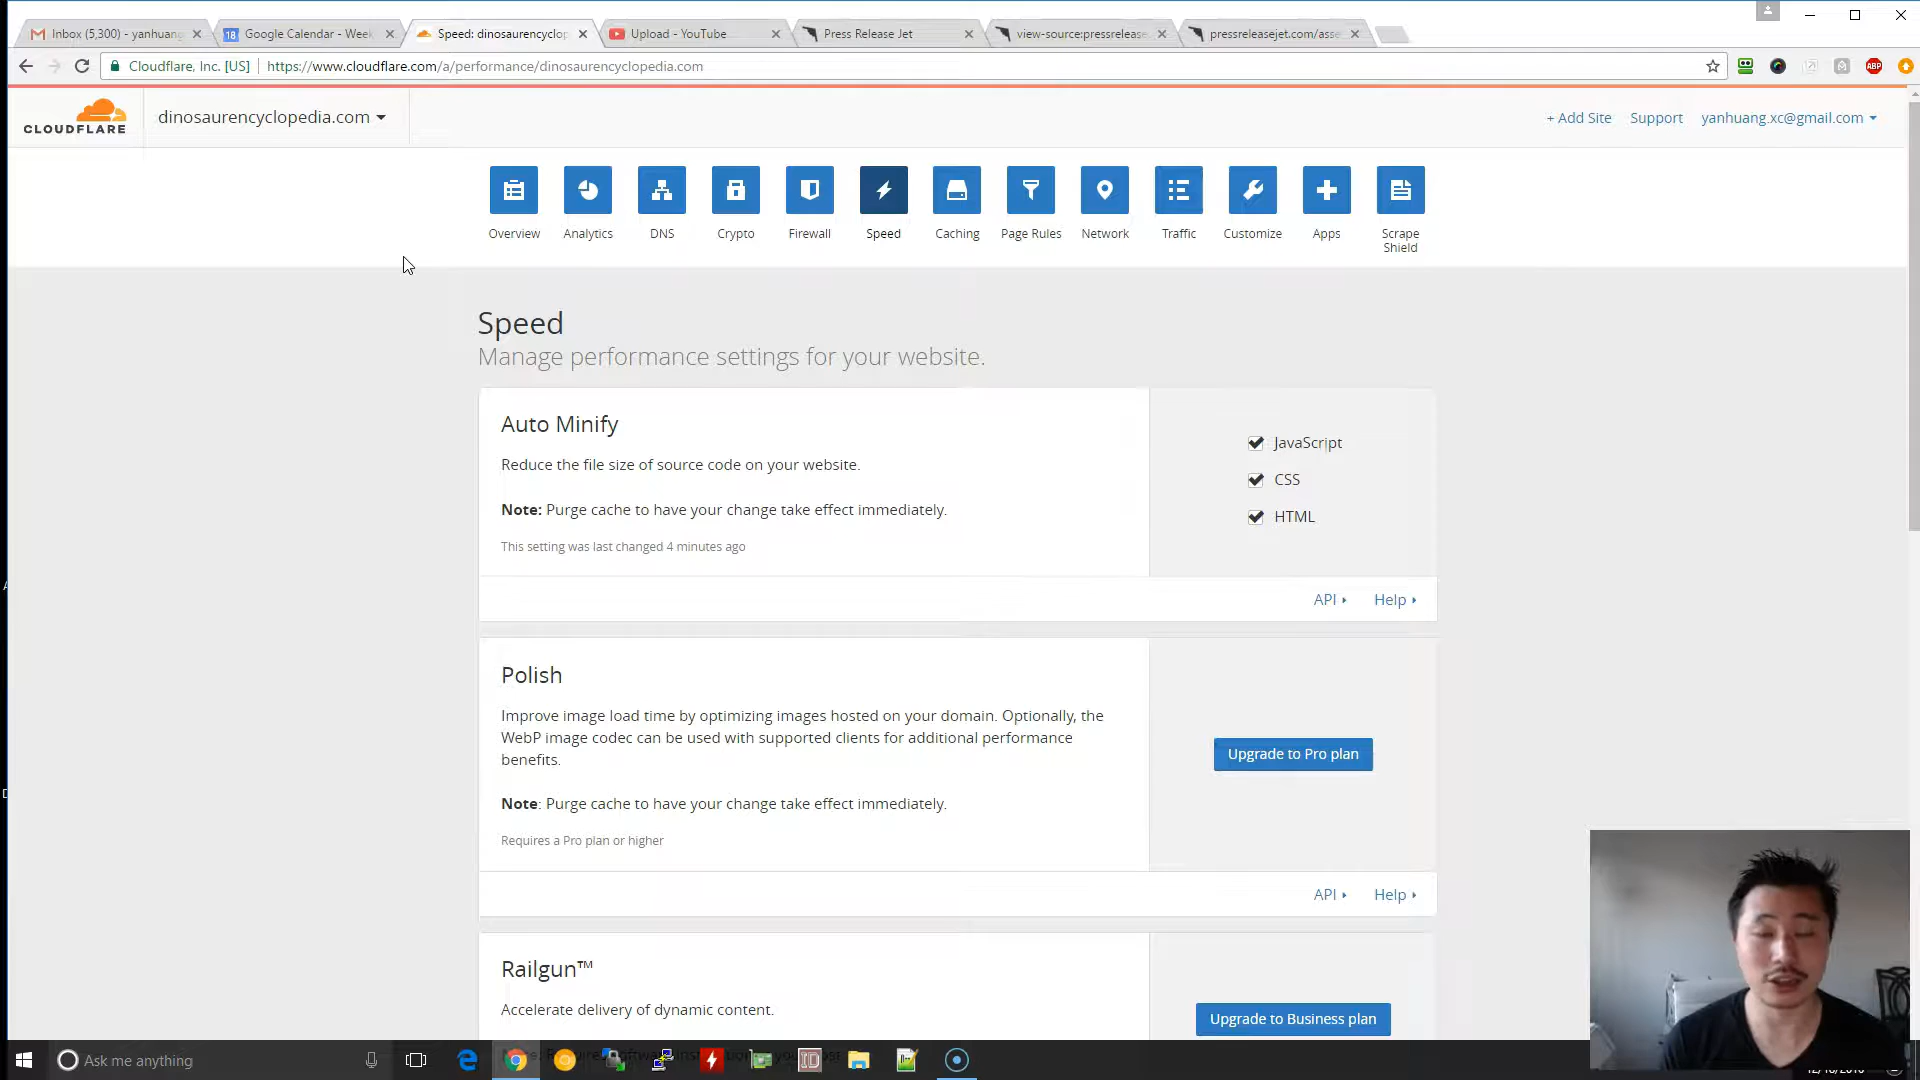 Inbox (5,300) - yanhuang
18 Google Calendar - Week
Speed: dinosaurencyclop
Upload - YouTube
Press Release Jet
view-source:pressrelease
pressreleasejet.com/asse
Cloudflare, Inc. [US] https://www.cloudflare.com/a/performance/dinosaurencyclopedia.com
ABP
CLOUDFLARE
dinosaurencyclopedia.com
+ Add Site Support yanhuang.xc@gmail.com
Overview Analytics DNS Crypto Firewall Speed Caching Page Rules Network Traffic Customize Apps Scrape
Shield
Speed
Manage performance settings for your website.
Auto Minify
Reduce the file size of source code on your website.
Note: Purge cache to have your change take effect immediately.
This setting was last changed 4 minutes ago
JavaScript
CSS
HTML
API Help
Polish
Improve image load time by optimizing images hosted on your domain. Optionally, the
WebP image codec can be used with supported clients for additional performance
benefits.
Note: Purge cache to have your change take effect immediately.
Requires a Pro plan or higher
Upgrade to Pro plan
API Help
Railgun™
Accelerate delivery of dynamic content.
Upgrade to Business plan
Ask me anything